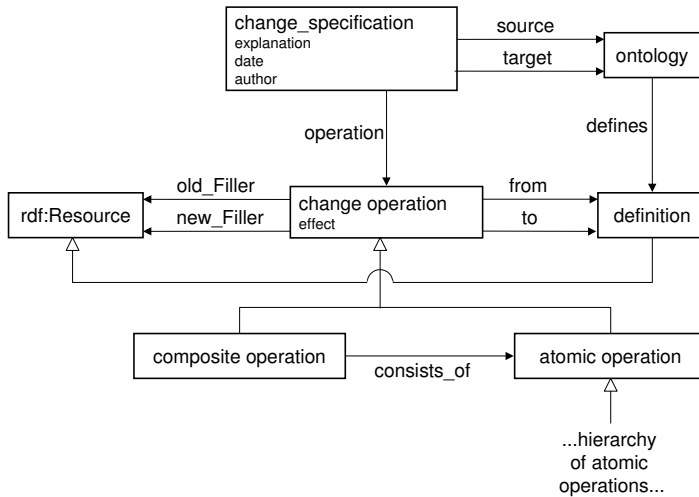 change_specification
explanation
date
author
source
target
ontology
operation
defines
old_Filler
new_Filler
rdf:Resource
change operation
effect
from
to
definition
composite operation
consists_of
atomic operation
...hierarchy
of atomic
operations...